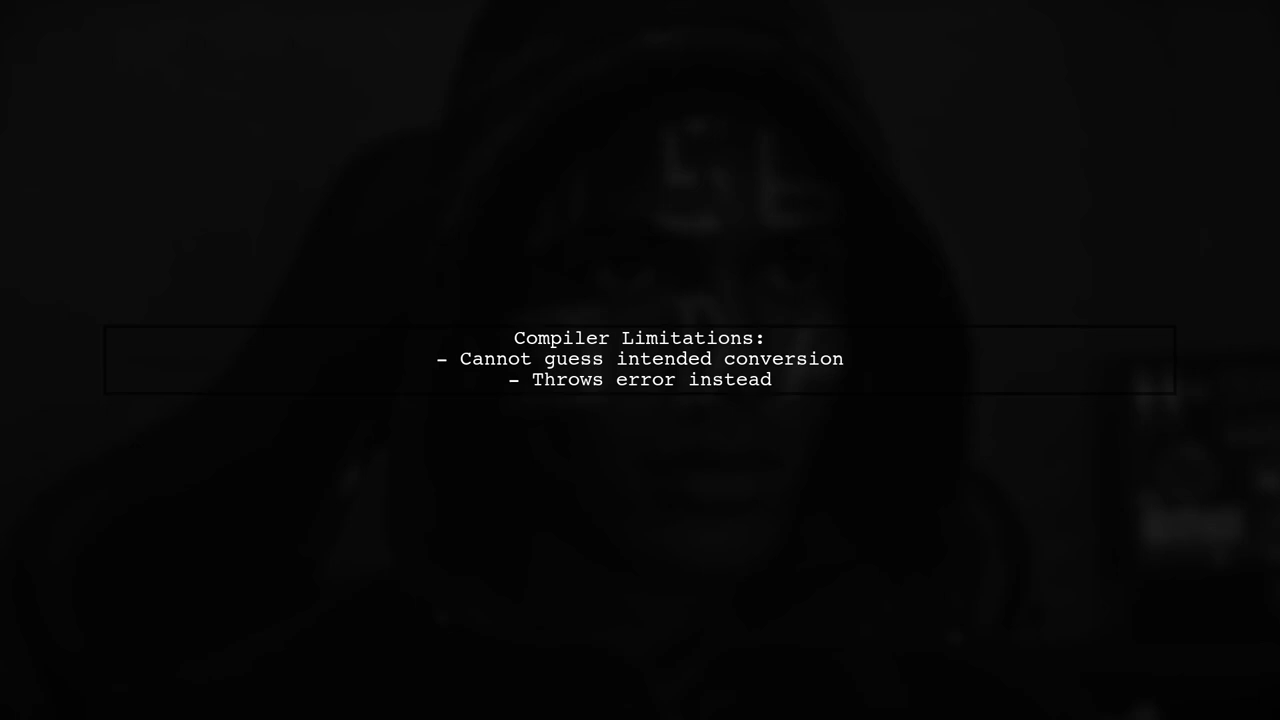 Compiler Limitations:
- Cannot guess intended conversion
- Throws error instead